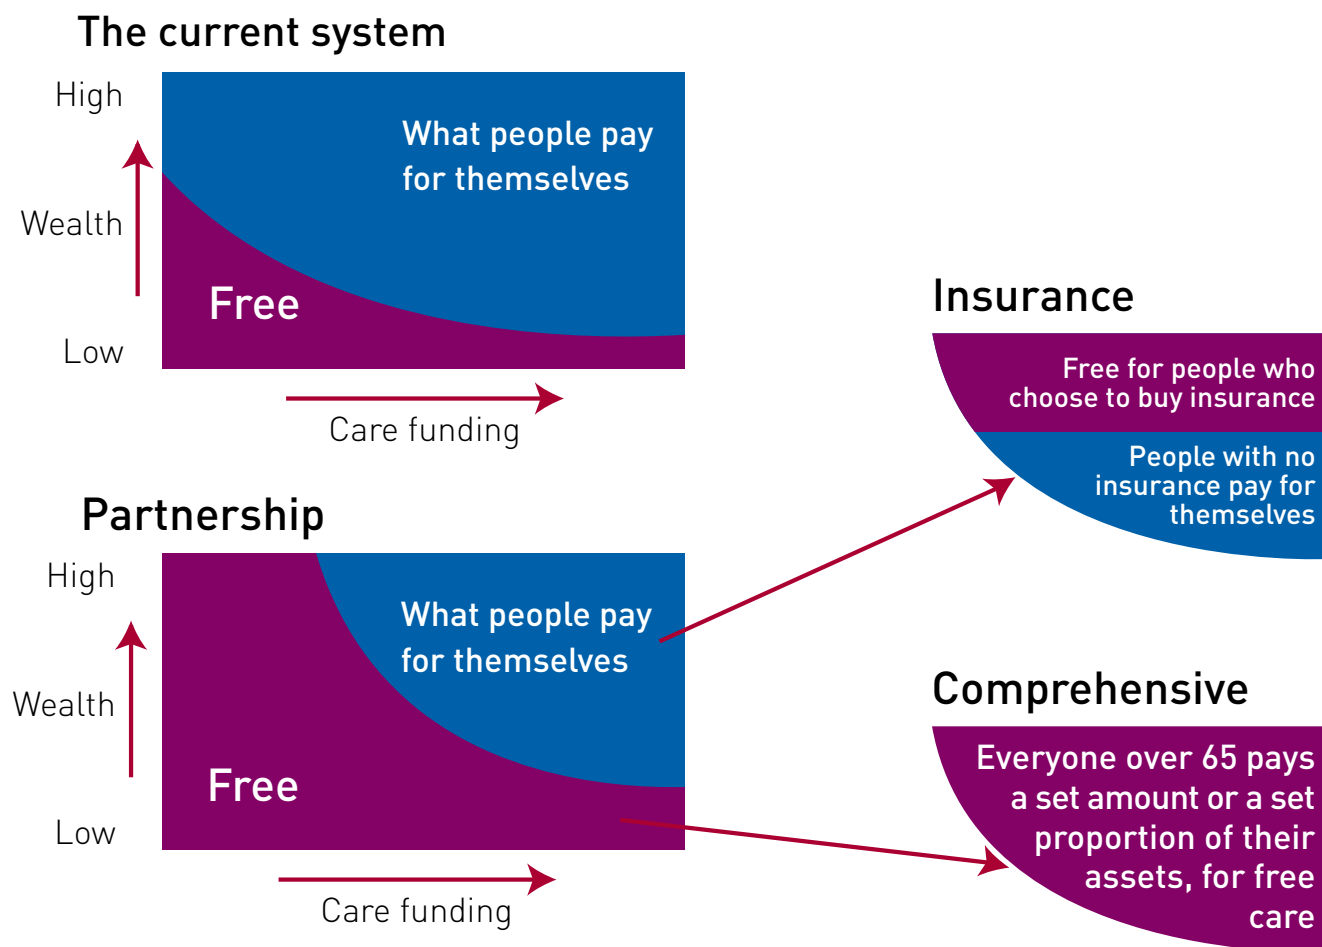 The current system
High
Wealth
Low
What people pay
for themselves
Free
Care funding
Partnership
High
Wealth
Low
What people pay
for themselves
Free
Care funding
Insurance
Free for people who
choose to buy insurance
People with no
insurance pay for
themselves
Comprehensive
Everyone over 65 pays
a set amount or a set
proportion of their
assets, for free
care